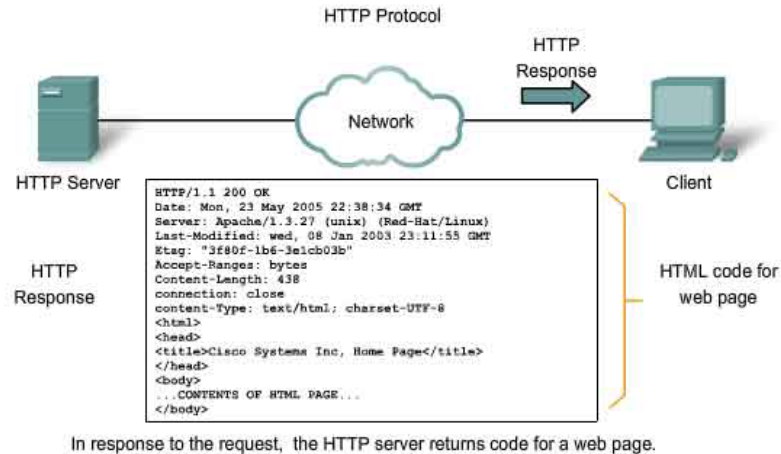 HTTP Protocol
HTTP
Response
Network
HTTP Server
Client
HTTP/1.1 200 OK
Date: Mon, 23 May 2005 22:38:34 GMT
Server: Apache/1.3.27 (unix) (Red-Hat/Linux)
Last-Modified: wed, 08 Jan 2003 23:11:55 GMT
Etag: "3f80f-1b6-3e1cb03b"
Accept-Ranges: bytes
Content-Length: 438
connection: close
content-Type: text/html; charset-UTF-8
<html>
<head>
<title>Cisco Systems Inc, Home Page</title>
</head>
<body>
...CONTENTS OF HTML PAGE...
</body>
HTTP
Response
HTML code for
web page
In response to the request, the HTTP server returns code for a web page.